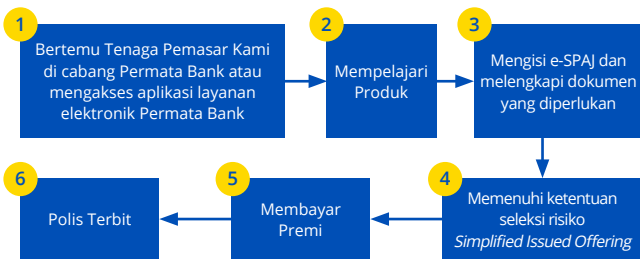 1
Bertemu Tenaga Pemasar Kami
di cabang Permata Bank atau
mengakses aplikasi layanan
elektronik Permata Bank
2
Mempelajari
Produk
3
Mengisi e-SPAJ dan
melengkapi dokumen
yang diperlukan
4
Memenuhi ketentuan
seleksi risiko
Simplified Issued Offering
5
Membayar
Premi
6
Polis Terbit